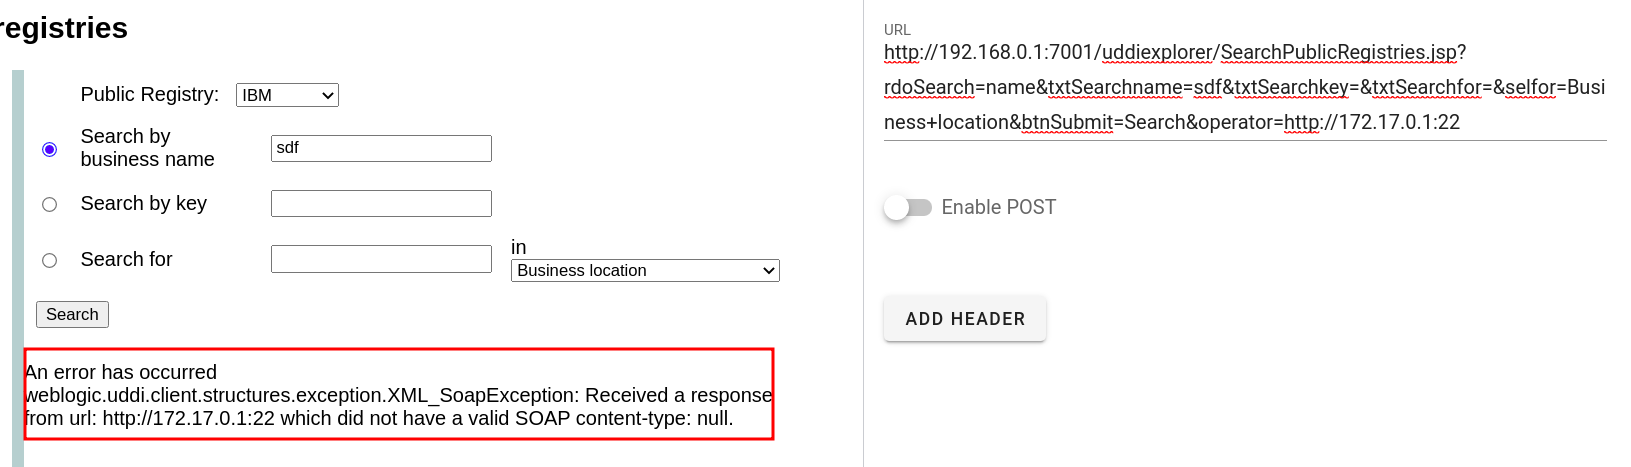 registries
Public Registry: IBM
Search by
business name
sdf
Search by key
Search for
in
Business location
Search
An error has occurred
weblogic.uddi.client.structures.exception.XML_SoapException: Received a response
from url: http://172.17.0.1:22 which did not have a valid SOAP content-type: null.
URL
http://192.168.0.1:7001/uddiexplorer/SearchPublicRegistries.jsp?
rdoSearch=name&txtSearchname=sdf&txtSearchkey=&txtSearchfor=&selfor=Busi
ness+location&btnSubmit=Search&operator=http://172.17.0.1:22
Enable POST
ADD HEADER